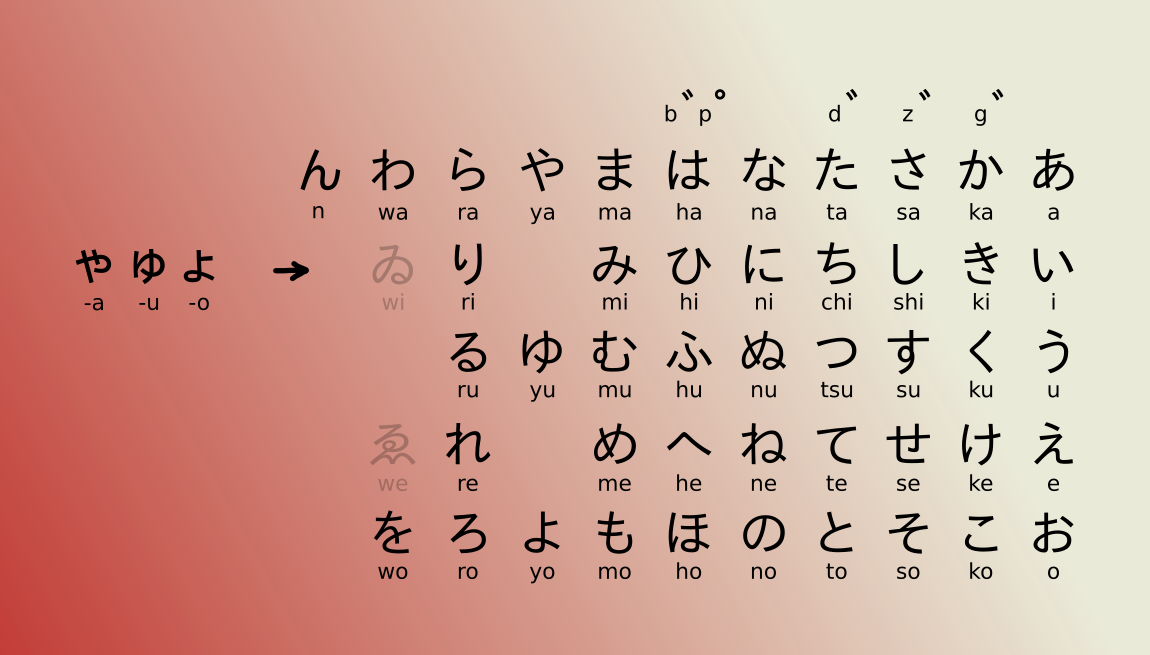 b゛ p゜ d゛ z゛ g゛
ん わ ら や ま は な た さ か あ
n wa ra ya ma ha na ta sa ka a
や ゆ ょ → ゐ り み ひ に ち し き い
-a -u -o wi ri mi hi ni chi shi ki i
る ゆ む ふ ぬ つ す く う
ru yu mu hu nu tsu su ku u
ゑ れ め へ ね て せ け え
we re me he ne te se ke e
を ろ よ も ほ の と そ こ お
wo ro yo mo ho no to so ko o